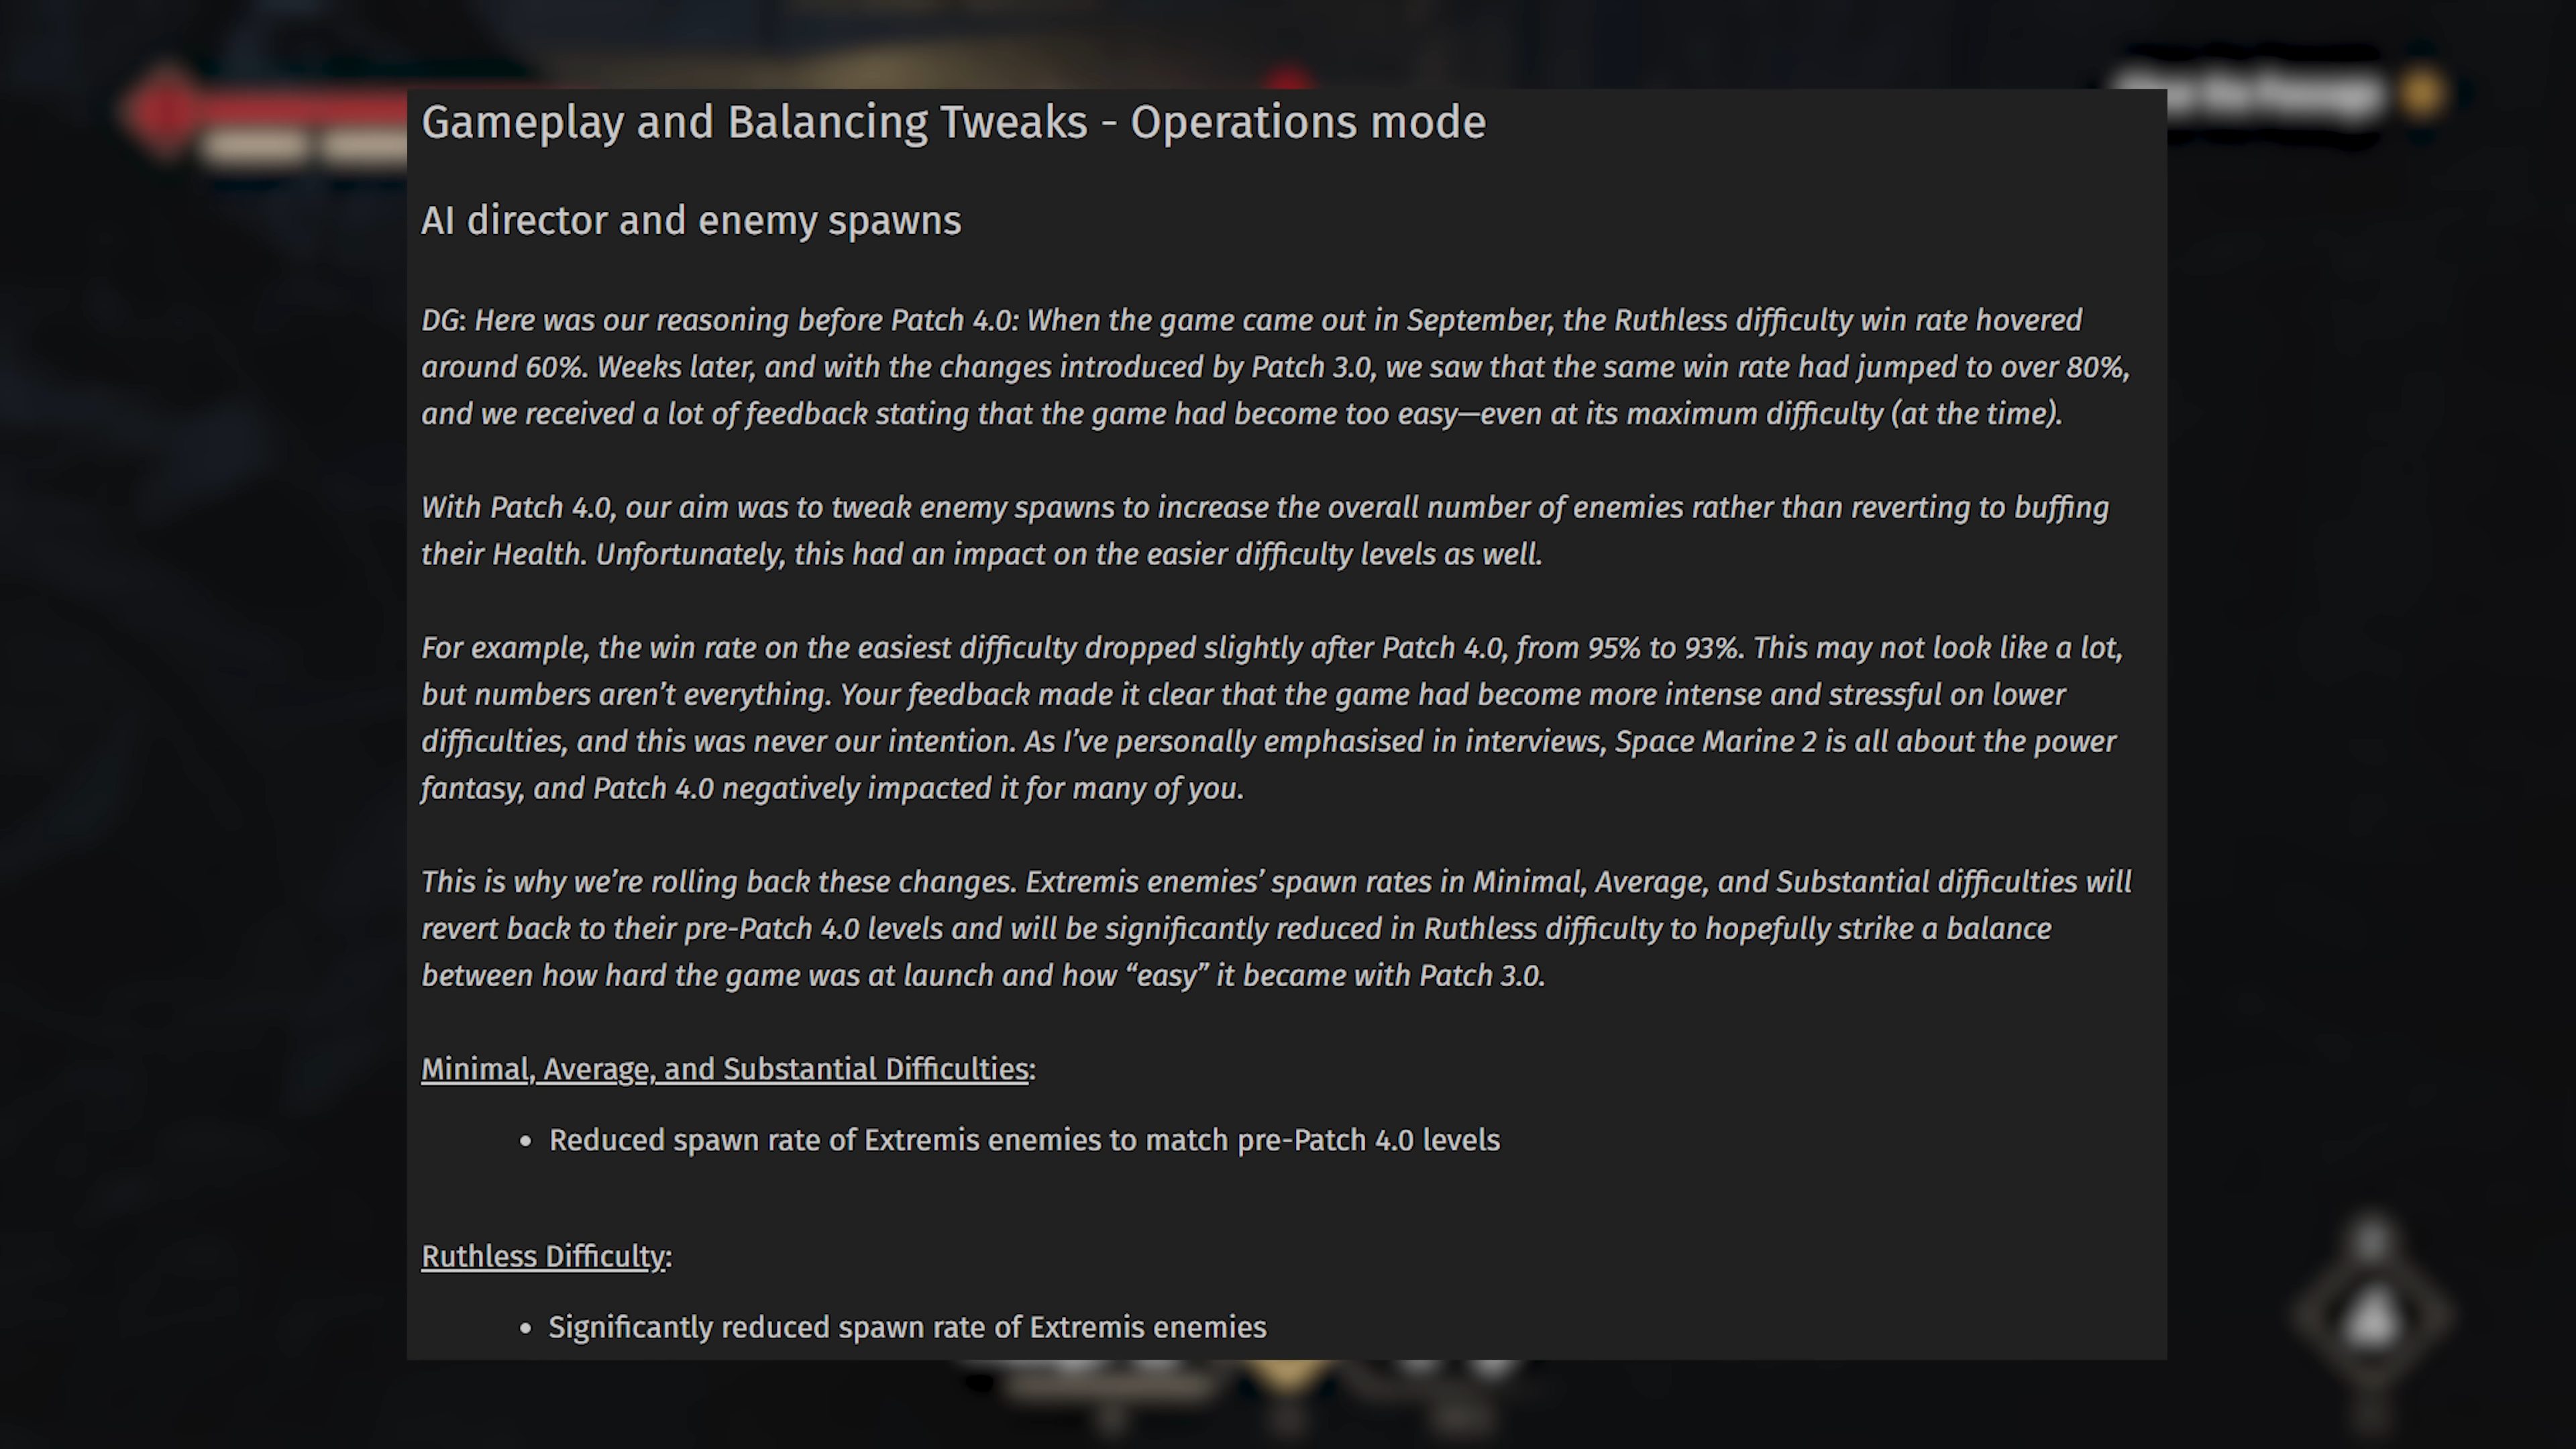 Gameplay and Balancing Tweaks - Operations mode
AI director and enemy spawns
DG: Here was our reasoning before Patch 4.0: When the game came out in September, the Ruthless difficulty win rate hovered
around 60%. Weeks later, and with the changes introduced by Patch 3.0, we saw that the same win rate had jumped to over 80%,
and we received a lot of feedback stating that the game had become too easy—even at its maximum difficulty (at the time).
With Patch 4.0, our aim was to tweak enemy spawns to increase the overall number of enemies rather than reverting to buffing
their Health. Unfortunately, this had an impact on the easier difficulty levels as well.
For example, the win rate on the easiest difficulty dropped slightly after Patch 4.0, from 95% to 93%. This may not look like a lot,
but numbers aren’t everything. Your feedback made it clear that the game had become more intense and stressful on lower
difficulties, and this was never our intention. As I’ve personally emphasised in interviews, Space Marine 2 is all about the power
fantasy, and Patch 4.0 negatively impacted it for many of you.
This is why we’re rolling back these changes. Extremis enemies’ spawn rates in Minimal, Average, and Substantial difficulties will
revert back to their pre-Patch 4.0 levels and will be significantly reduced in Ruthless difficulty to hopefully strike a balance
between how hard the game was at launch and how “easy” it became with Patch 3.0.
Minimal, Average, and Substantial Difficulties:
• Reduced spawn rate of Extremis enemies to match pre-Patch 4.0 levels
Ruthless Difficulty:
• Significantly reduced spawn rate of Extremis enemies